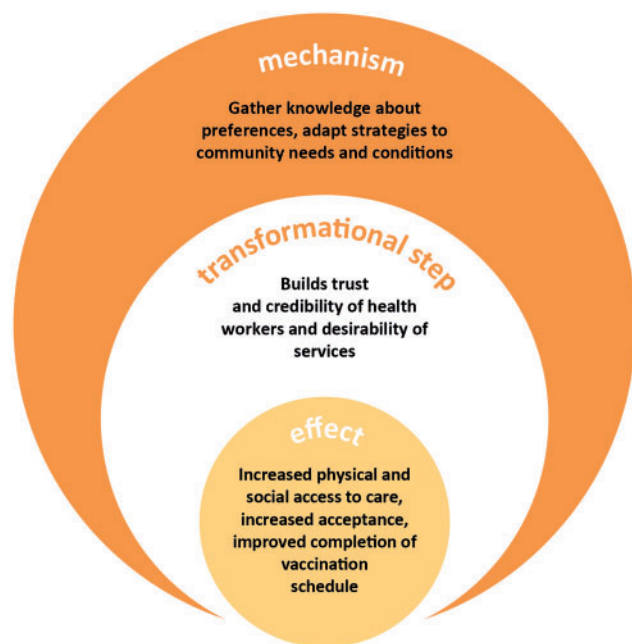 mechanism
Gather knowledge about
preferences, adapt strategies to
community needs and conditions
transformational step
Builds trust
and credibility of health
workers and desirability of
services
effect
Increased physical and
social access to care,
increased acceptance,
improved completion of
vaccination
schedule